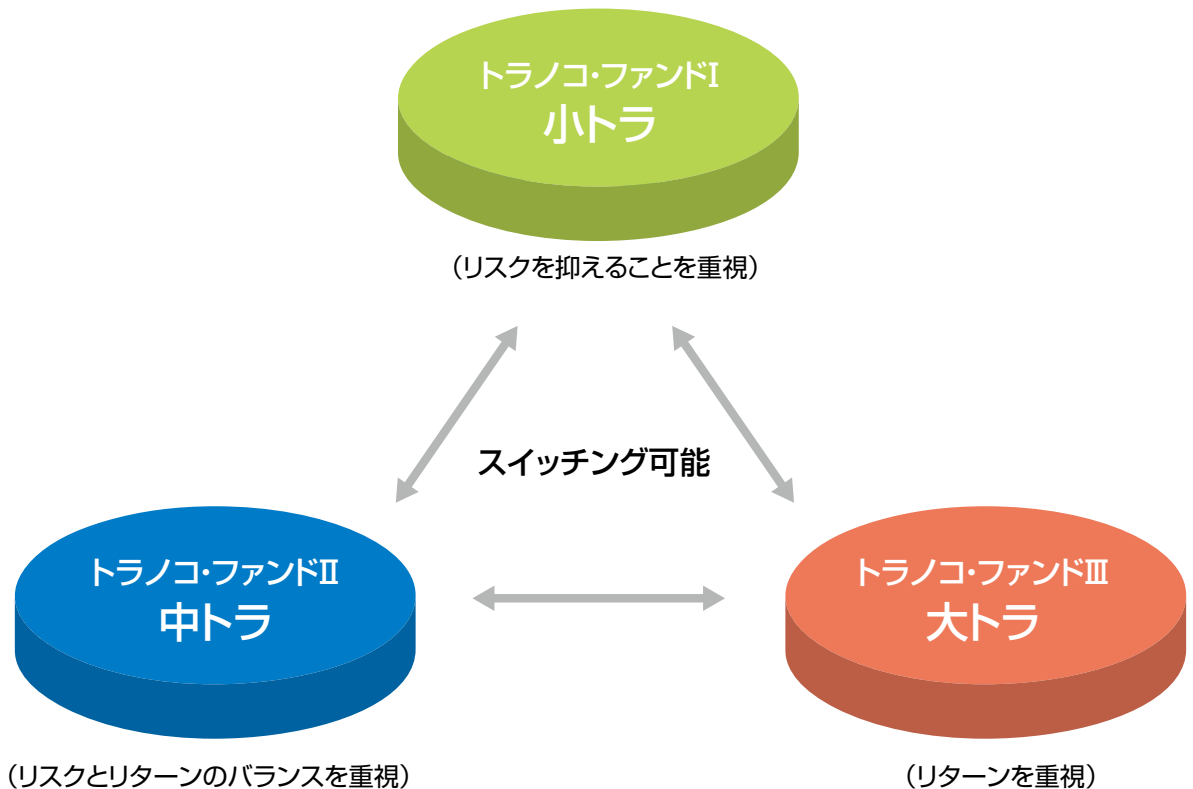 トラノコ・ファンドⅠ
小トラ
（リスクを抑えることを重視）
スイッチング可能
トラノコ・ファンドⅡ
中トラ
（リスクとリターンのバランスを重視）
トラノコ・ファンドⅢ
大トラ
（リターンを重視）